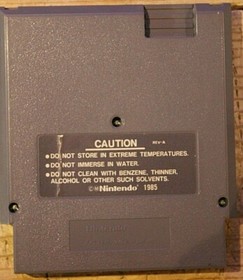 CAUTION REV-A
•DO NOT STORE IN EXTREME TEMPERATURES.
•DO NOT IMMERSE IN WATER.
•DO NOT CLEAN WITH BENZENE, THINNER,
ALCOHOL OR OTHER SUCH SOLVENTS.
©®Nintendo® 1985